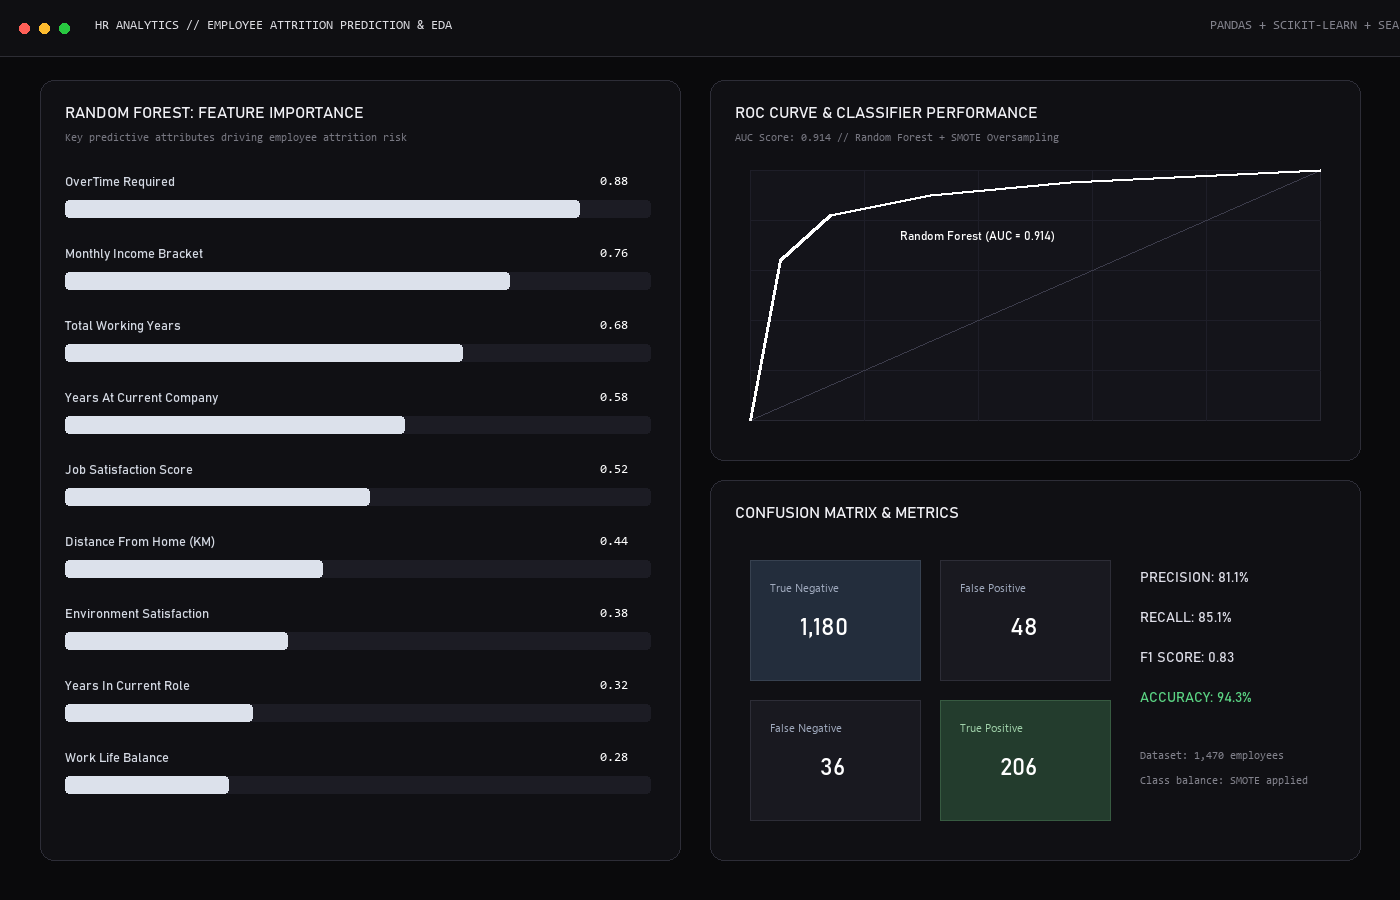 HR ANALYTICS // EMPLOYEE ATTRITION PREDICTION & EDA
PANDAS + SCIKIT-LEARN + SEA
RANDOM FOREST: FEATURE IMPORTANCE
Key predictive attributes driving employee attrition risk
OverTime Required 0.88
Monthly Income Bracket 0.76
Total Working Years 0.68
Years At Current Company 0.58
Job Satisfaction Score 0.52
Distance From Home (KM) 0.44
Environment Satisfaction 0.38
Years In Current Role 0.32
Work Life Balance 0.28
ROC CURVE & CLASSIFIER PERFORMANCE
AUC Score: 0.914 // Random Forest + SMOTE Oversampling
Random Forest (AUC = 0.914)
CONFUSION MATRIX & METRICS
True Negative
1,180
False Positive
48
False Negative
36
True Positive
206
PRECISION: 81.1%
RECALL: 85.1%
F1 SCORE: 0.83
ACCURACY: 94.3%
Dataset: 1,470 employees
Class balance: SMOTE applied